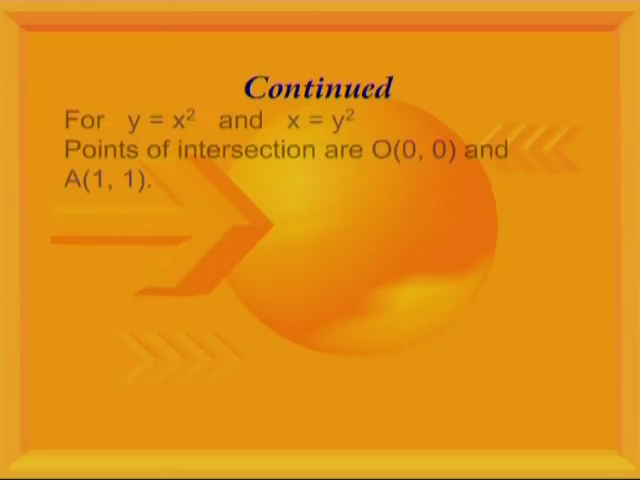 Continued
For y = x² and x = y²
Points of intersection are O(0, 0) and
A(1, 1).